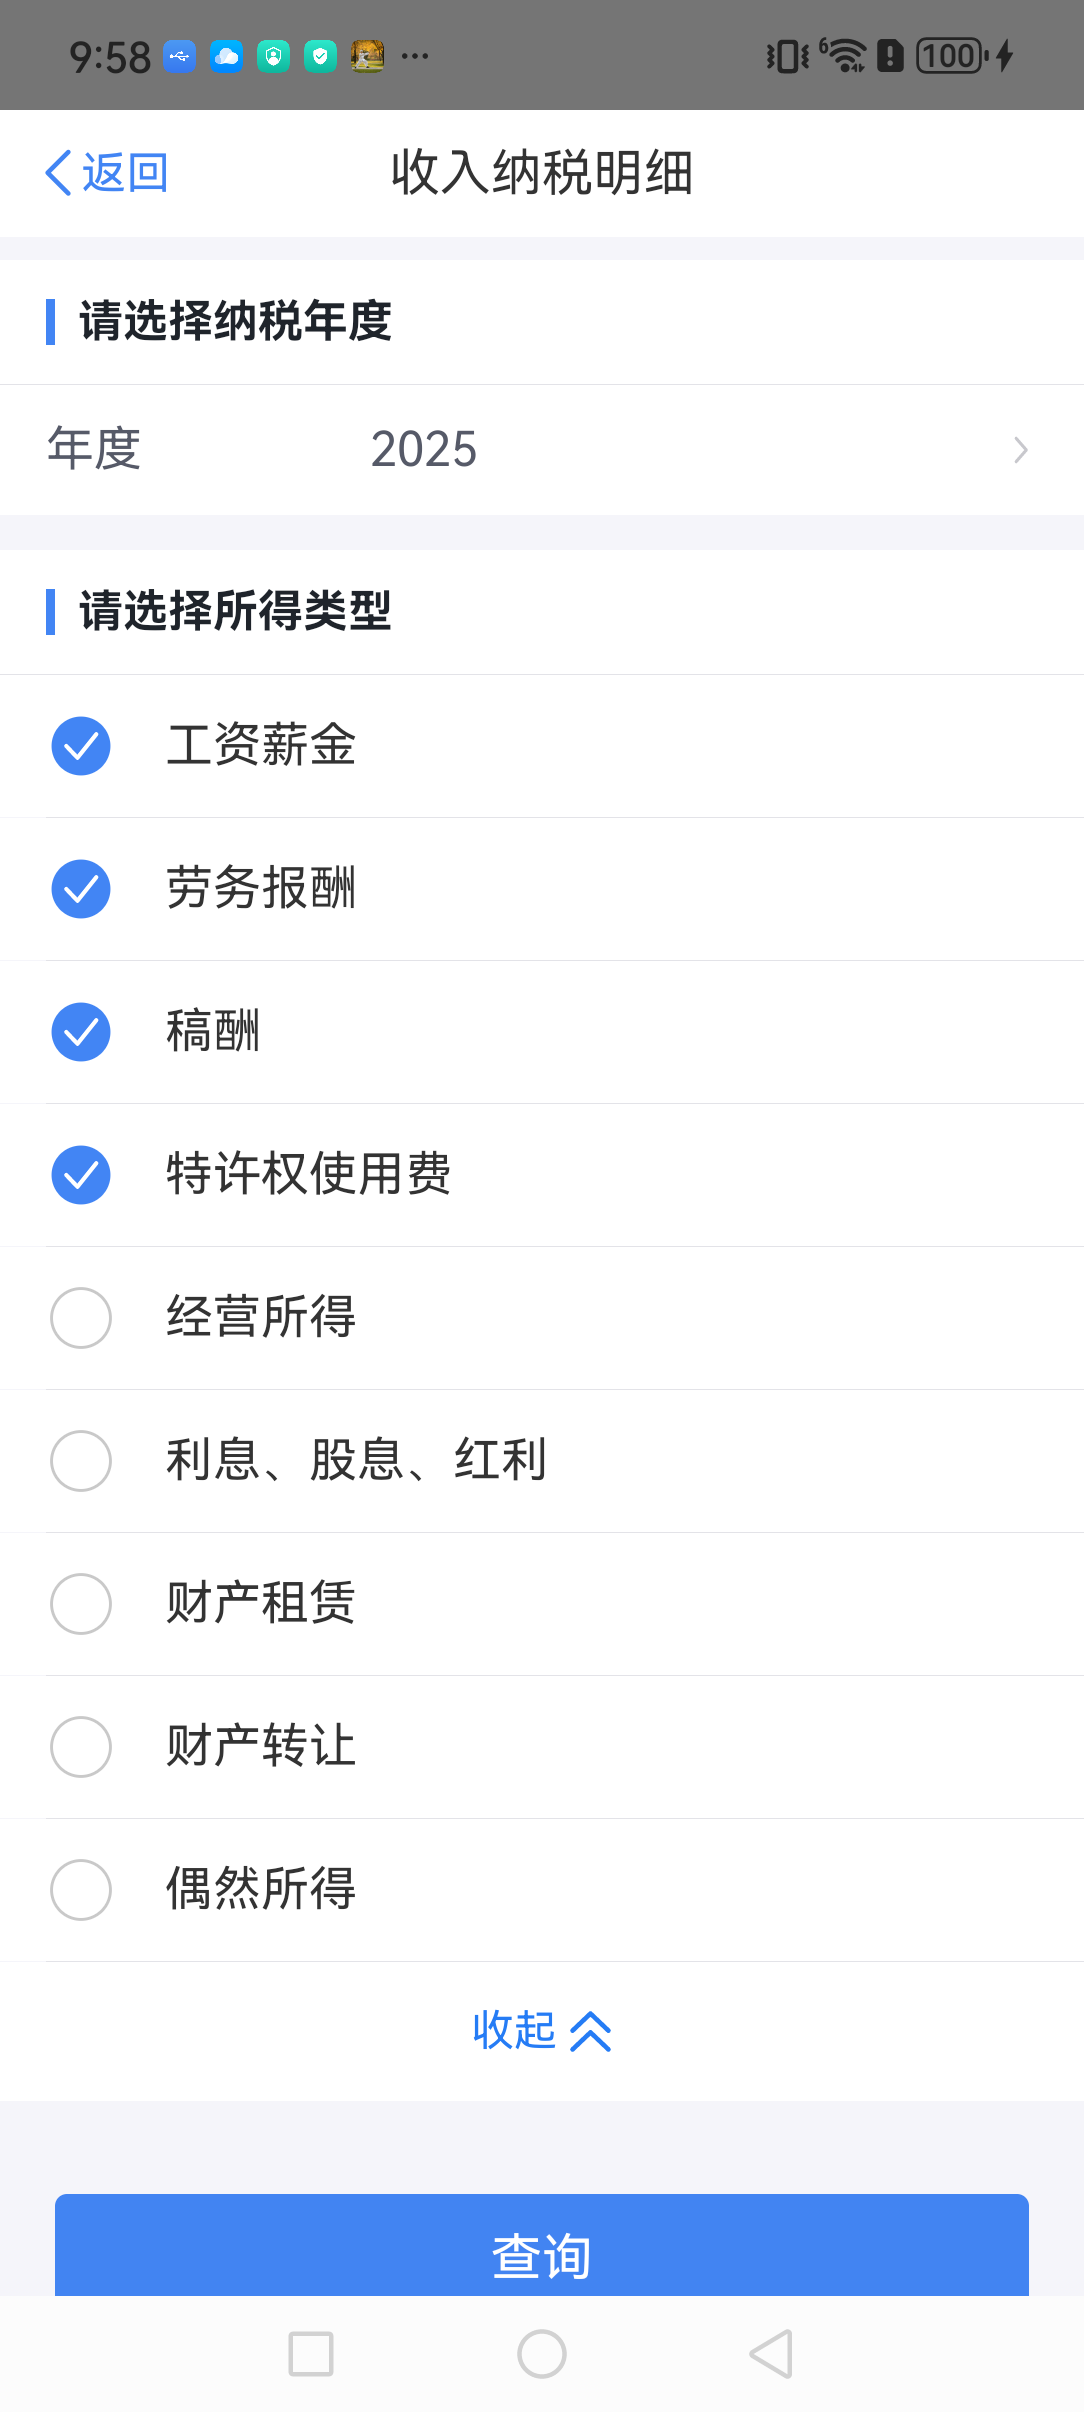 9:58 ··· 6 100
返回 收入纳税明细
请选择纳税年度
年度 2025
请选择所得类型
工资薪金
劳务报酬
稿酬
特许权使用费
经营所得
利息、股息、红利
财产租赁
财产转让
偶然所得
收起
查询